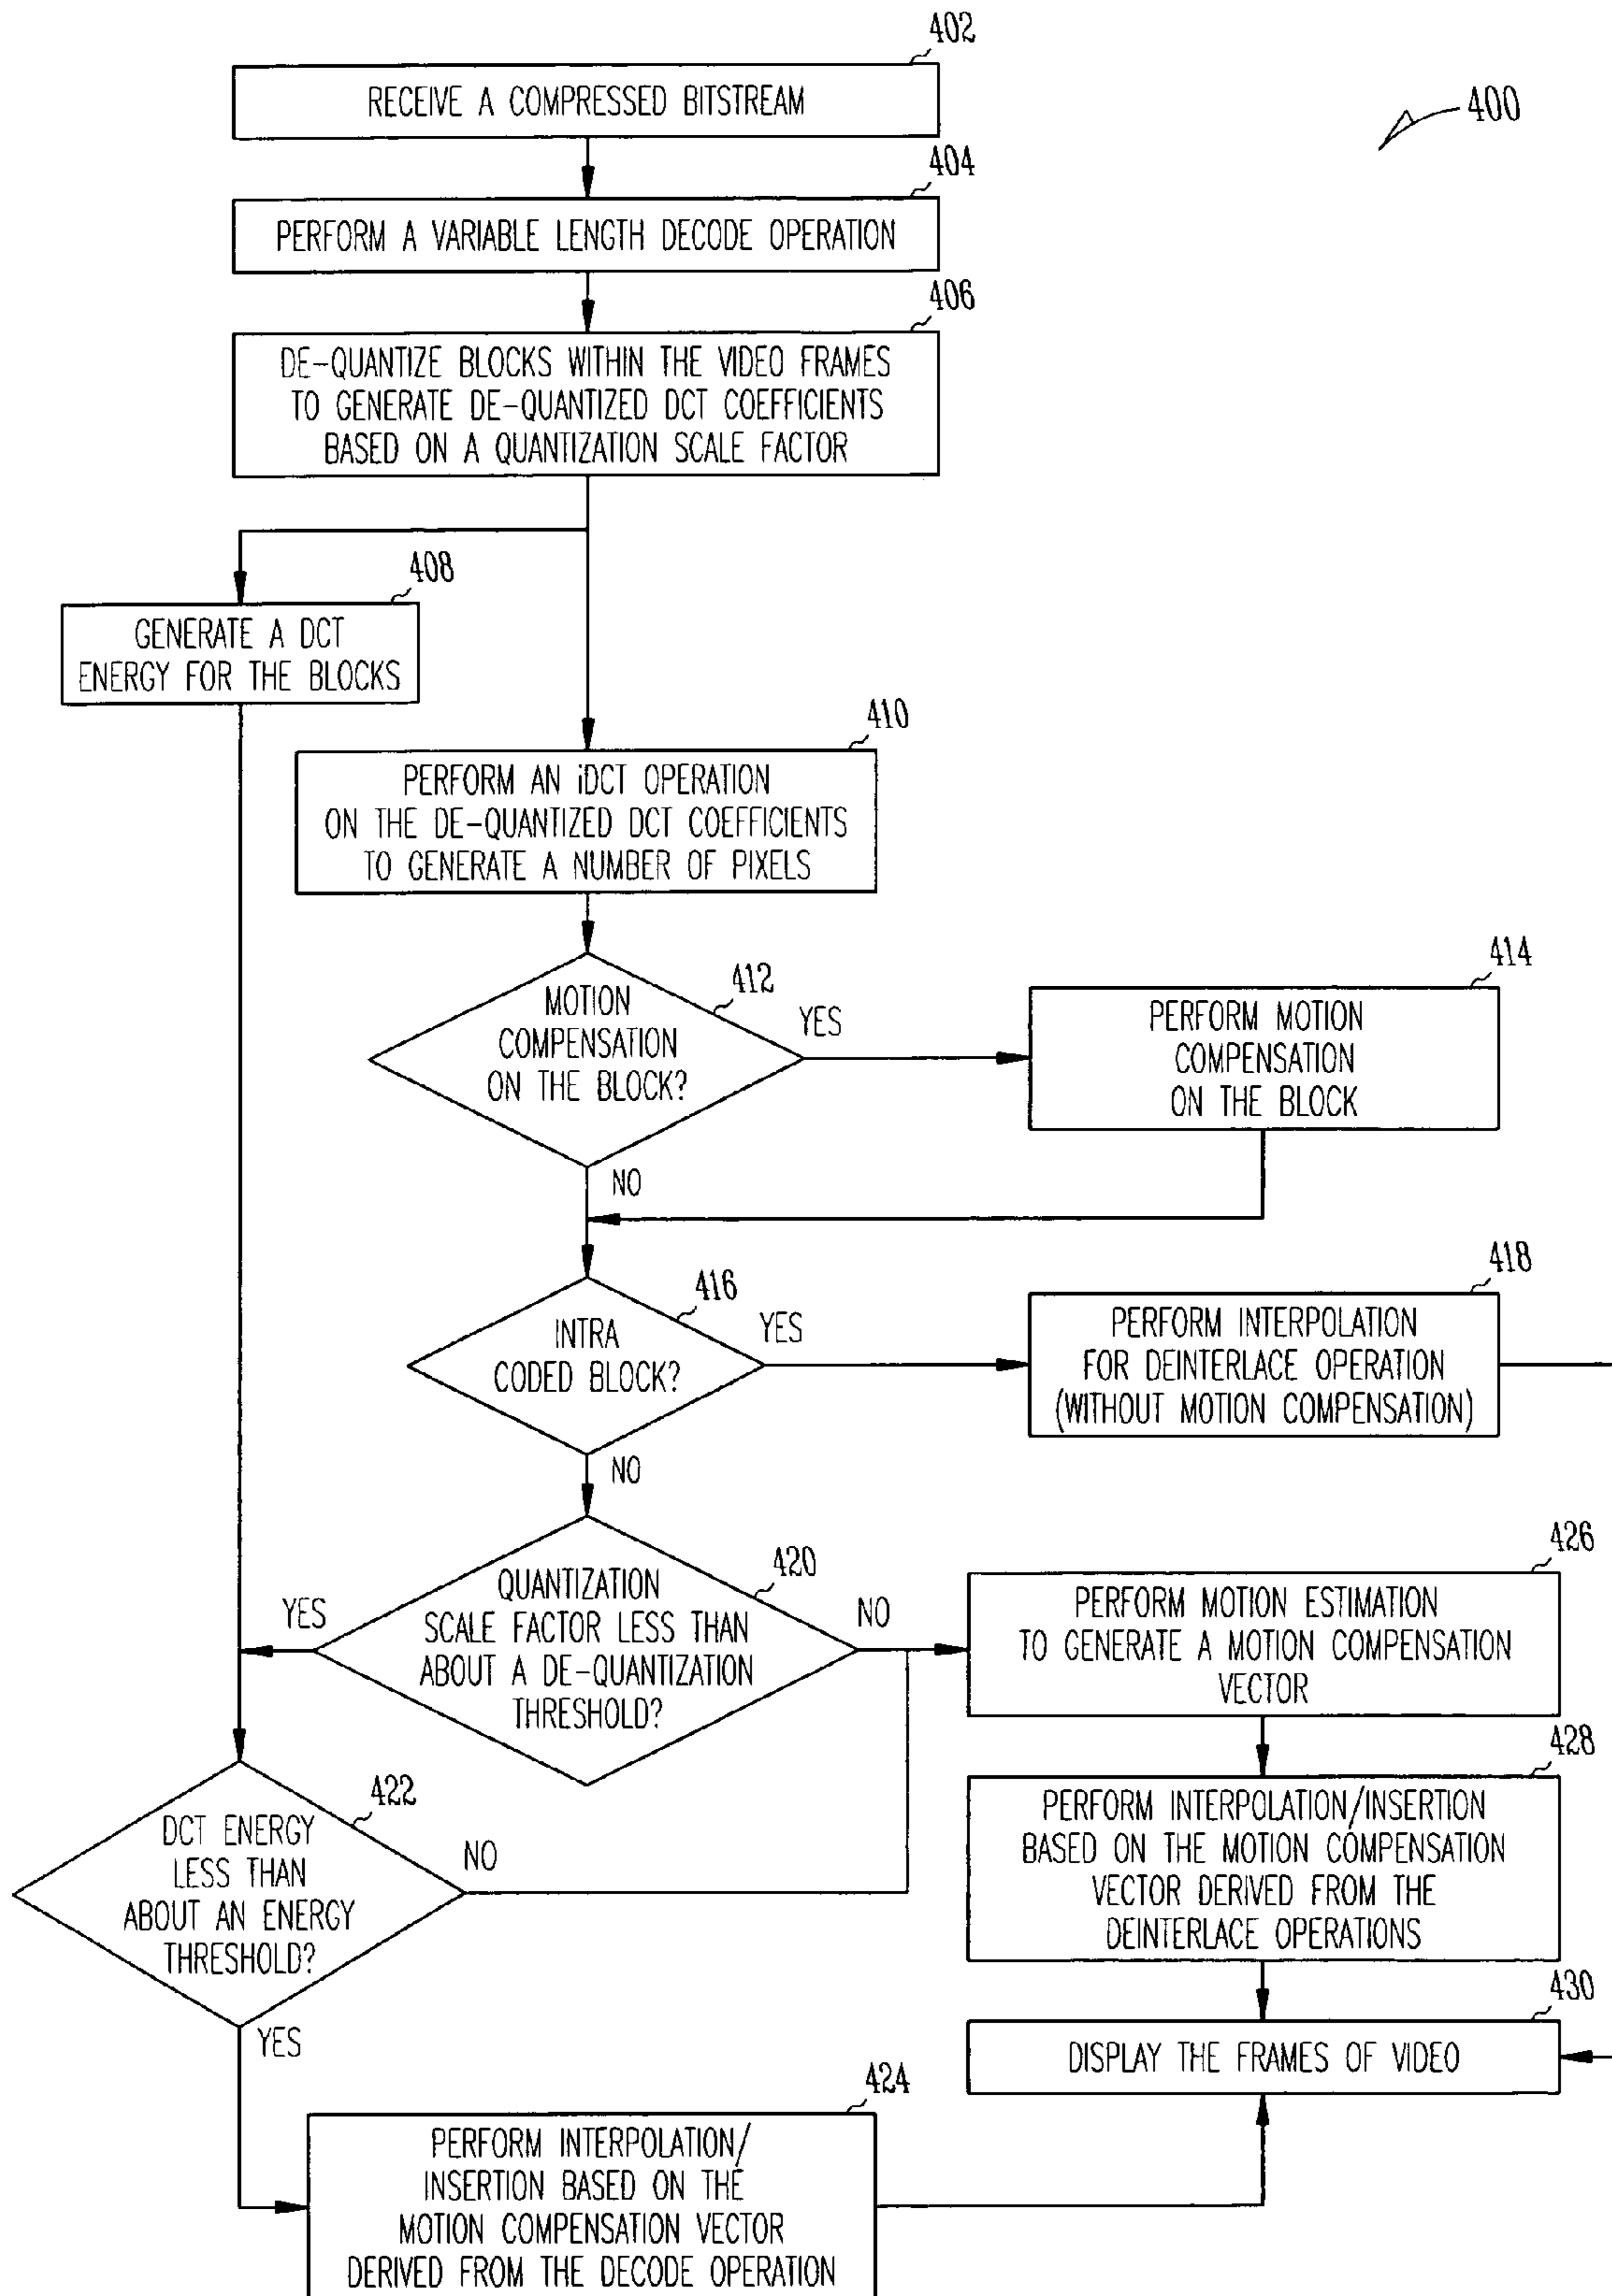 402
RECEIVE A COMPRESSED BITSTREAM
400
404
PERFORM A VARIABLE LENGTH DECODE OPERATION
406
DE-QUANTIZE BLOCKS WITHIN THE VIDEO FRAMES
TO GENERATE DE-QUANTIZED DCT COEFFICIENTS
BASED ON A QUANTIZATION SCALE FACTOR
408
GENERATE A DCT
ENERGY FOR THE BLOCKS
410
PERFORM AN iDCT OPERATION
ON THE DE-QUANTIZED DCT COEFFICIENTS
TO GENERATE A NUMBER OF PIXELS
412
MOTION
COMPENSATION
ON THE BLOCK?
YES
NO
414
PERFORM MOTION
COMPENSATION
ON THE BLOCK
416
INTRA
CODED BLOCK?
YES
NO
418
PERFORM INTERPOLATION
FOR DEINTERLACE OPERATION
(WITHOUT MOTION COMPENSATION)
420
QUANTIZATION
SCALE FACTOR LESS THAN
ABOUT A DE-QUANTIZATION
THRESHOLD?
YES
NO
426
PERFORM MOTION ESTIMATION
TO GENERATE A MOTION COMPENSATION
VECTOR
422
DCT ENERGY
LESS THAN
ABOUT AN ENERGY
THRESHOLD?
NO
YES
428
PERFORM INTERPOLATION/INSERTION
BASED ON THE MOTION COMPENSATION
VECTOR DERIVED FROM THE
DEINTERLACE OPERATIONS
430
DISPLAY THE FRAMES OF VIDEO
424
PERFORM INTERPOLATION/
INSERTION BASED ON THE
MOTION COMPENSATION VECTOR
DERIVED FROM THE DECODE OPERATION